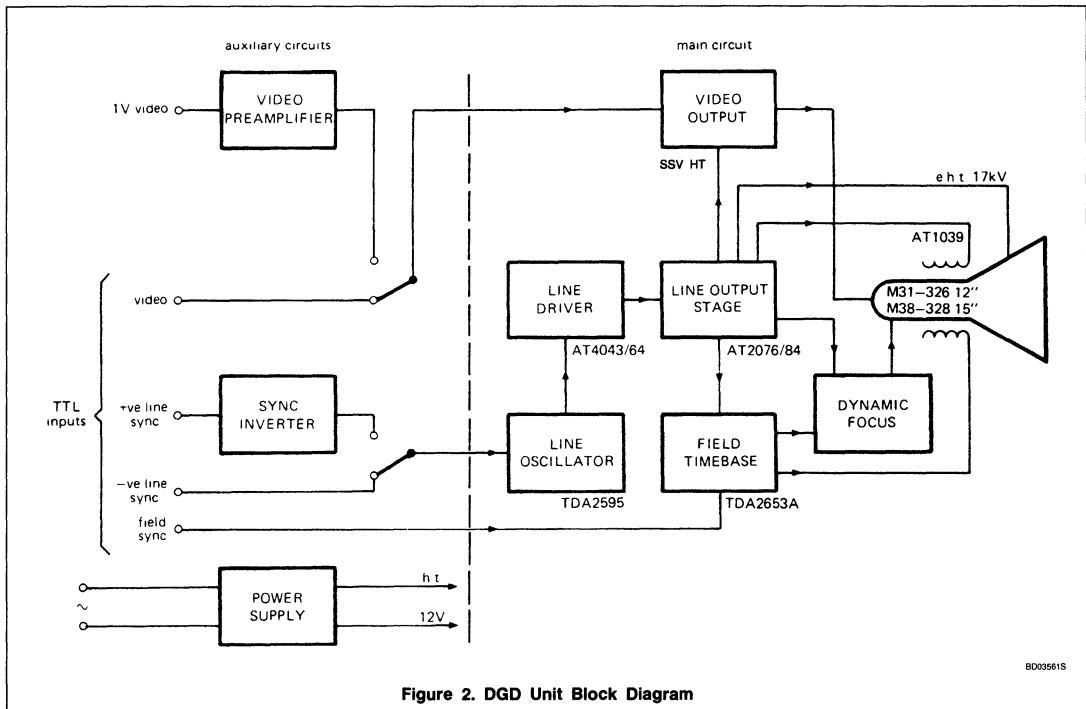 auxiliary circuits
main circuit
1V video
VIDEO
PREAMPLIFIER
VIDEO
OUTPUT
SSV HT
eht 17kV
AT1039
video
LINE
DRIVER
AT4043/64
LINE OUTPUT
STAGE
AT2076/84
M31-326 12"
M38-328 15"
TTL
inputs
+ve line
sync
SYNC
INVERTER
LINE
OSCILLATOR
TDA2595
FIELD
TIMEBASE
TDA2653A
DYNAMIC
FOCUS
-ve line
sync
field
sync
~
POWER
SUPPLY
ht
12V
BD03561S
Figure 2. DGD Unit Block Diagram